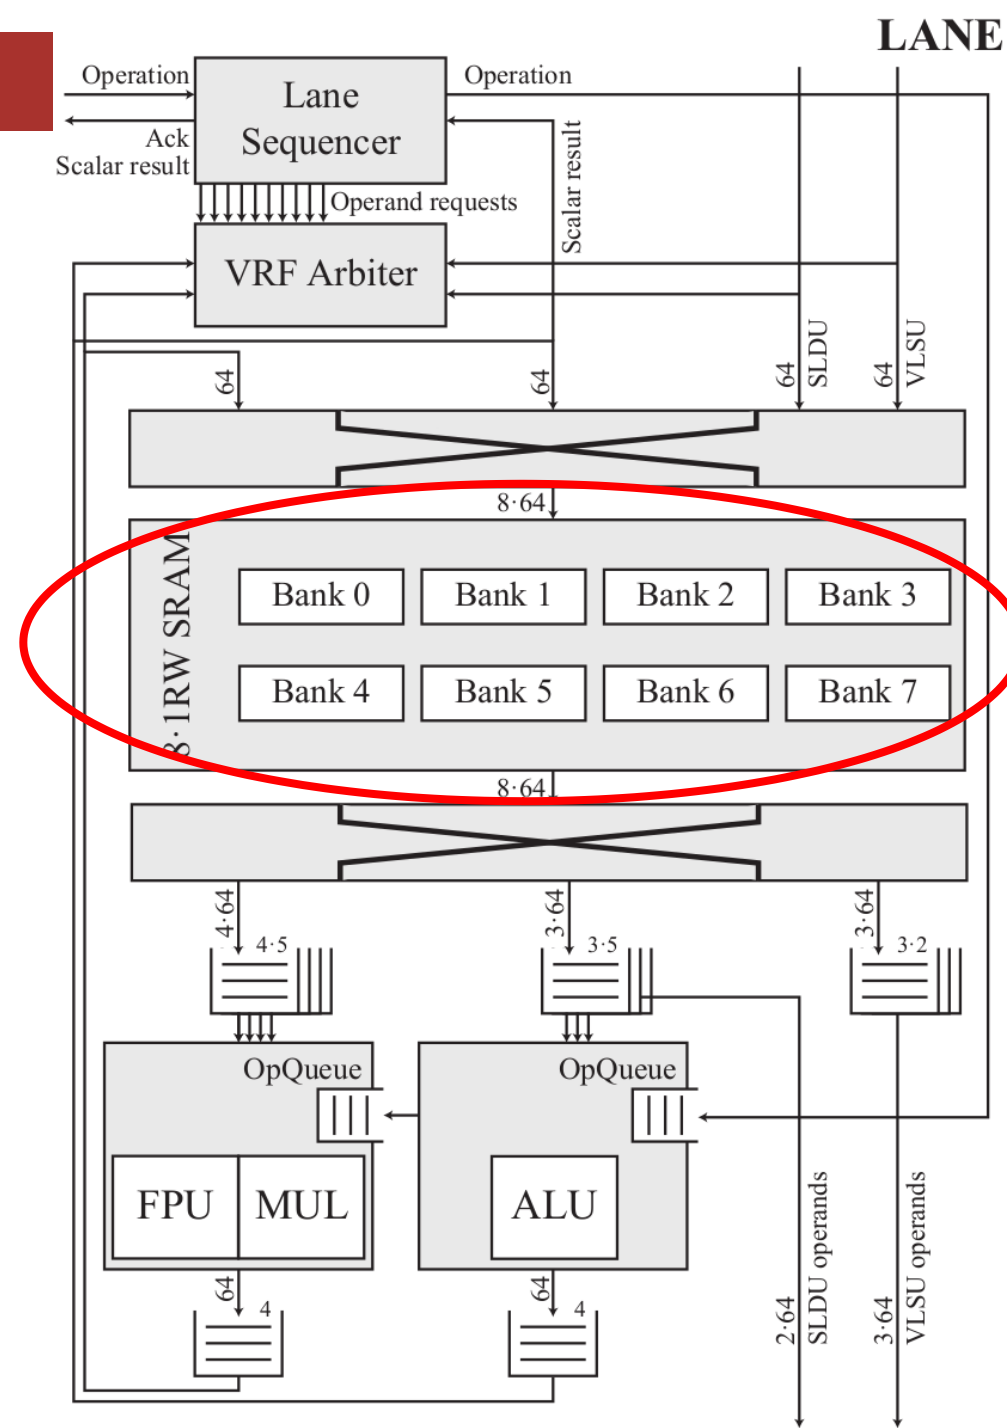 LANE
Operation
Lane
Sequencer
Operation
Ack
Scalar result
Scalar result
Operand requests
VRF Arbiter
64
64
64
SLDU
64
VLSU
8·64
8·1RW SRAM
Bank 0
Bank 1
Bank 2
Bank 3
Bank 4
Bank 5
Bank 6
Bank 7
8·64
4·64
4·5
3·64
3·5
3·64
3·2
OpQueue
OpQueue
FPU
MUL
ALU
64
4
64
4
2·64
SLDU operands
3·64
VLSU operands